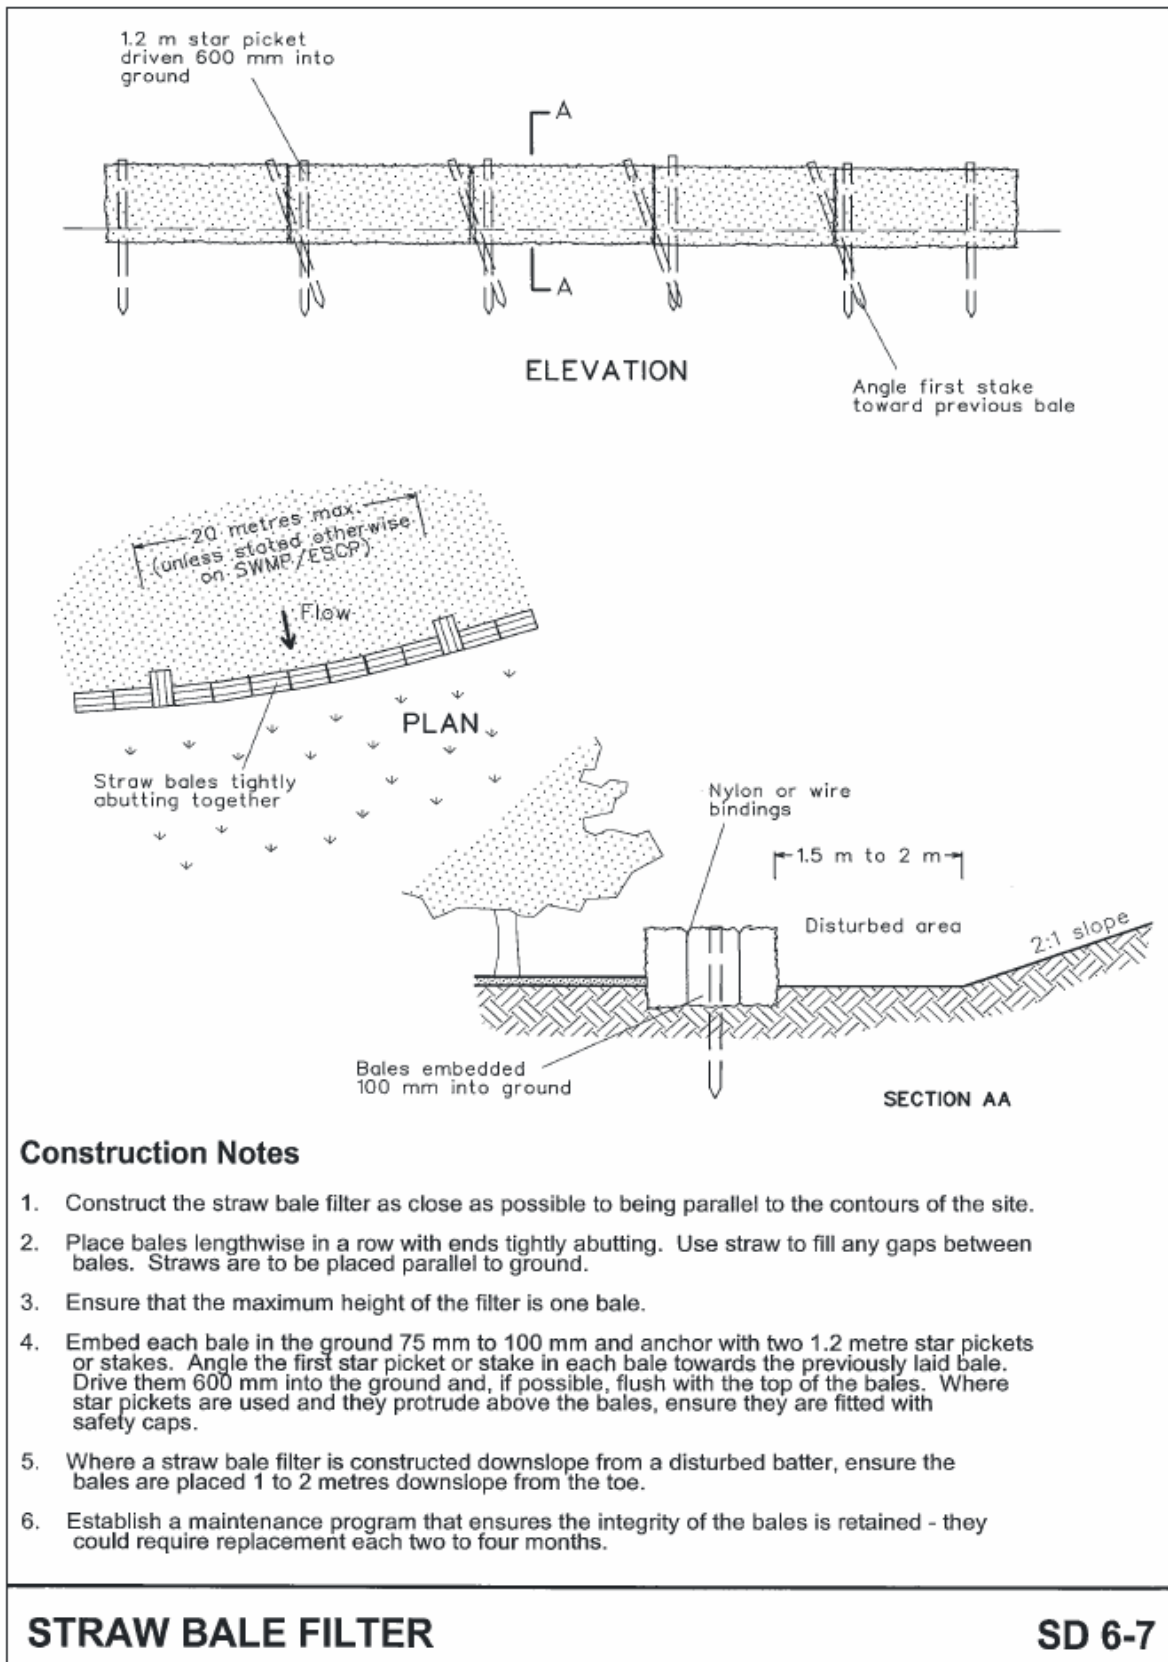 1.2 m star picket
driven 600 mm into
ground
A
A
ELEVATION
Angle first stake
toward previous bale
20 metres max.
(unless stated otherwise
on SWMP/ESCP)
Flow
PLAN
Straw bales tightly
abutting together
Nylon or wire
bindings
1.5 m to 2 m
Disturbed area
2:1 slope
Bales embedded
100 mm into ground
SECTION AA
Construction Notes
1. Construct the straw bale filter as close as possible to being parallel to the contours of the site.
2. Place bales lengthwise in a row with ends tightly abutting. Use straw to fill any gaps between
bales. Straws are to be placed parallel to ground.
3. Ensure that the maximum height of the filter is one bale.
4. Embed each bale in the ground 75 mm to 100 mm and anchor with two 1.2 metre star pickets
or stakes. Angle the first star picket or stake in each bale towards the previously laid bale.
Drive them 600 mm into the ground and, if possible, flush with the top of the bales. Where
star pickets are used and they protrude above the bales, ensure they are fitted with
safety caps.
5. Where a straw bale filter is constructed downslope from a disturbed batter, ensure the
bales are placed 1 to 2 metres downslope from the toe.
6. Establish a maintenance program that ensures the integrity of the bales is retained - they
could require replacement each two to four months.
STRAW BALE FILTER
SD 6-7